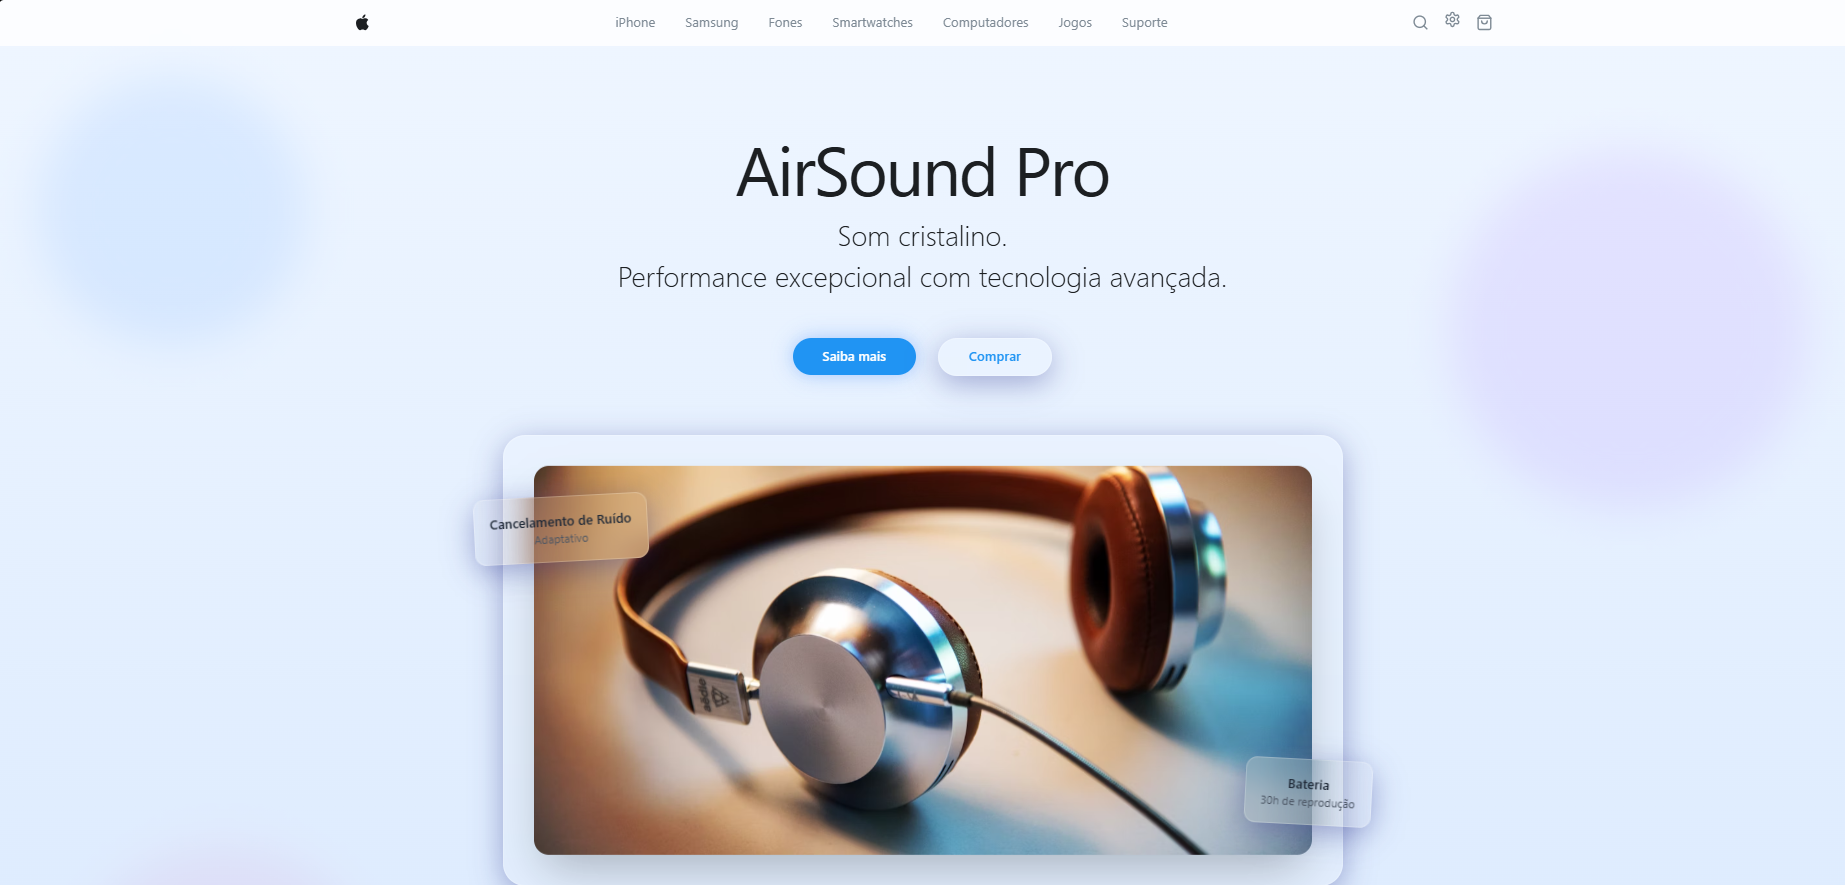 iPhone Samsung Fones Smartwatches Computadores Jogos Suporte
AirSound Pro
Som cristalino.
Performance excepcional com tecnologia avançada.
Saiba mais Comprar
Cancelamento de Ruído
Adaptativo
aëdle
Bateria
30h de reprodução